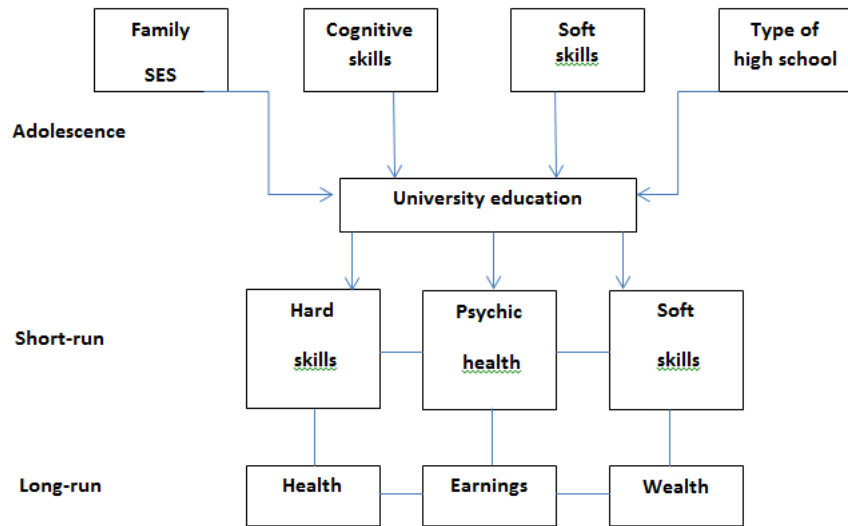 Family
SES
Cognitive
skills
Soft
skills
Type of
high school
Adolescence
University education
Short-run
Hard
skills
Psychic
health
Soft
skills
Long-run
Health
Earnings
Wealth